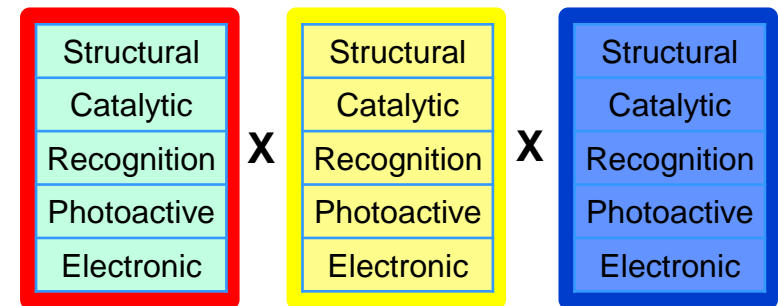 Structural
Catalytic
Recognition
Photoactive
Electronic
X
Structural
Catalytic
Recognition
Photoactive
Electronic
X
Structural
Catalytic
Recognition
Photoactive
Electronic